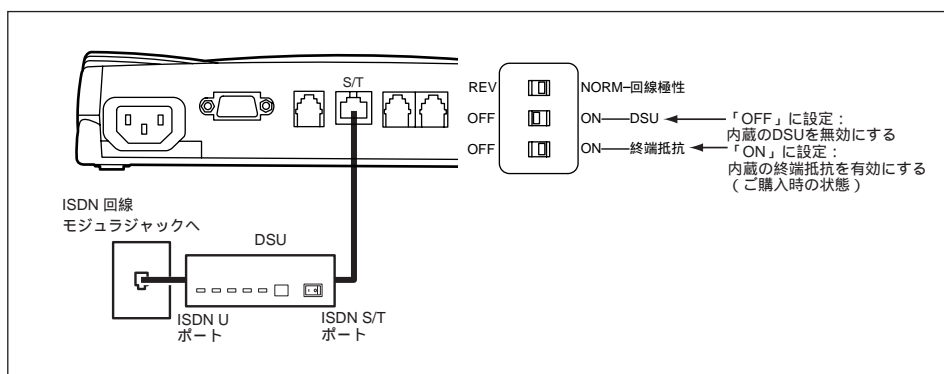 S/T
REV NORM 回線極性
OFF ON DSU
OFF ON 終端抵抗
「OFF」に設定：
内蔵のDSUを無効にする
「ON」に設定：
内蔵の終端抵抗を有効にする
（ご購入時の状態）
ISDN 回線
モジュラジャックへ
DSU
ISDN U
ポート
ISDN S/T
ポート